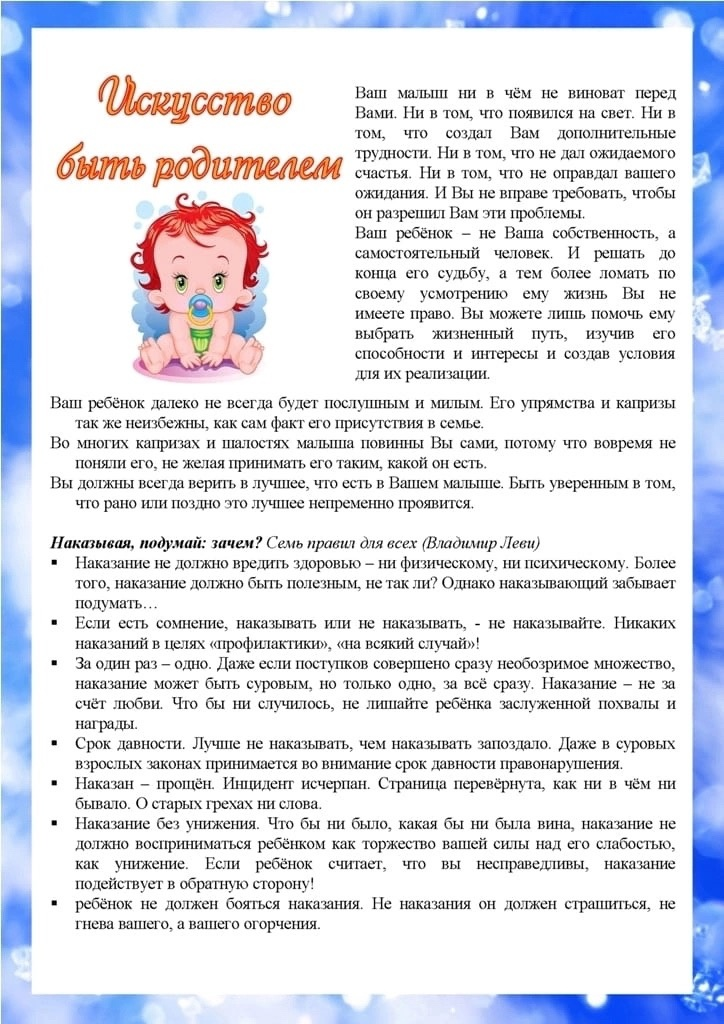 Искусство
быть родителем
Ваш малыш ни в чём не виноват перед
Вами. Ни в том, что появился на свет. Ни в
том, что создал Вам дополнительные
трудности. Ни в том, что не дал ожидаемого
счастья. Ни в том, что не оправдал вашего
ожидания. И Вы не вправе требовать, чтобы
он разрешил Вам эти проблемы.
Ваш ребёнок – не Ваша собственность, а
самостоятельный человек. И решать до
конца его судьбу, а тем более ломать по
своему усмотрению ему жизнь Вы не
имеете право. Вы можете лишь помочь ему
выбрать жизненный путь, изучив его
способности и интересы и создав условия
для их реализации.
Ваш ребёнок далеко не всегда будет послушным и милым. Его упрямства и капризы
так же неизбежны, как сам факт его присутствия в семье.
Во многих капризах и шалостях малыша повинны Вы сами, потому что вовремя не
поняли его, не желая принимать его таким, какой он есть.
Вы должны всегда верить в лучшее, что есть в Вашем малыше. Быть уверенным в том,
что рано или поздно это лучшее непременно проявится.
Наказывая, подумай: зачем? Семь правил для всех (Владимир Леви)
▪ Наказание не должно вредить здоровью – ни физическому, ни психическому. Более
того, наказание должно быть полезным, не так ли? Однако наказывающий забывает
подумать…
▪ Если есть сомнение, наказывать или не наказывать, - не наказывайте. Никаких
наказаний в целях «профилактики», «на всякий случай»!
▪ За один раз – одно. Даже если поступков совершено сразу необозримое множество,
наказание может быть суровым, но только одно, за всё сразу. Наказание – не за
счёт любви. Что бы ни случилось, не лишайте ребёнка заслуженной похвалы и
награды.
▪ Срок давности. Лучше не наказывать, чем наказывать запоздало. Даже в суровых
взрослых законах принимается во внимание срок давности правонарушения.
▪ Наказан – прощён. Инцидент исчерпан. Страница перевёрнута, как ни в чём ни
бывало. О старых грехах ни слова.
▪ Наказание без унижения. Что бы ни было, какая бы ни была вина, наказание не
должно восприниматься ребёнком как торжество вашей силы над его слабостью,
как унижение. Если ребёнок считает, что вы несправедливы, наказание
подействует в обратную сторону!
▪ ребёнок не должен бояться наказания. Не наказания он должен страшиться, не
гнева вашего, а вашего огорчения.